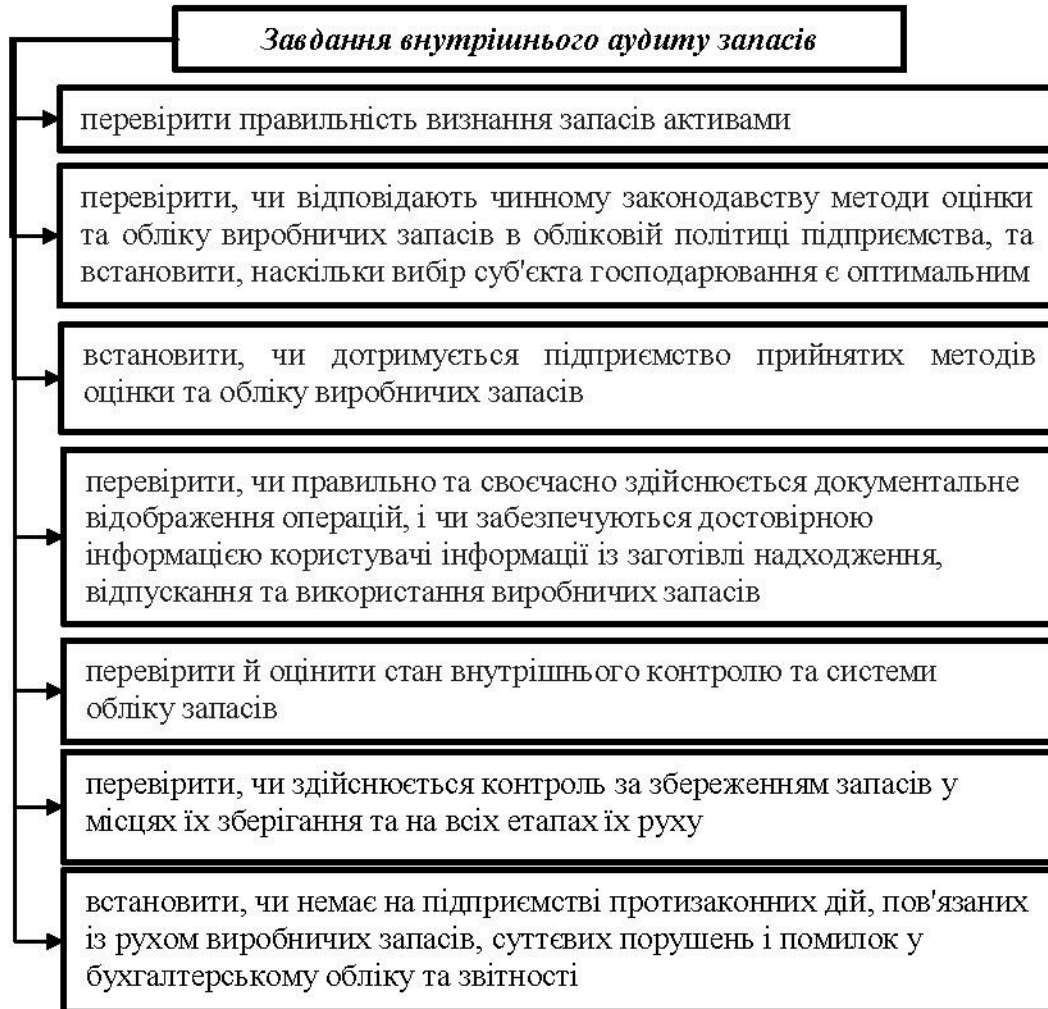 Завдання внутрішнього аудиту запасів
перевірити правильність визнання запасів активами
перевірити, чи відповідають чинному законодавству методи оцінки
та обліку виробничих запасів в обліковій політиці підприємства, та
встановити, наскільки вибір суб'єкта господарювання є оптимальним
встановити, чи дотримується підприємство прийнятих методів
оцінки та обліку виробничих запасів
перевірити, чи правильно та своєчасно здійснюється документальне
відображення операцій, і чи забезпечуються достовірною
інформацією користувачі інформації із заготівлі надходження,
відпускання та використання виробничих запасів
перевірити й оцінити стан внутрішнього контролю та системи
обліку запасів
перевірити, чи здійснюється контроль за збереженням запасів у
місцях їх зберігання та на всіх етапах їх руху
встановити, чи немає на підприємстві протизаконних дій, пов'язаних
із рухом виробничих запасів, суттєвих порушень і помилок у
бухгалтерському обліку та звітності